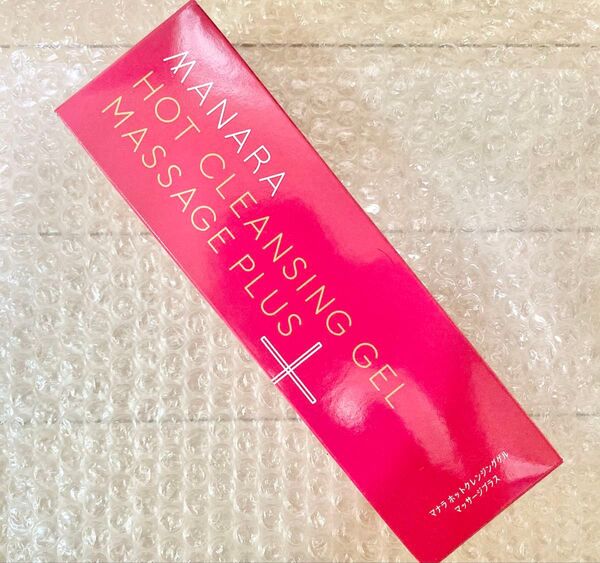 MANARA
HOT CLEANSING GEL
MASSAGE PLUS
マナラ ホットクレンジングゲル
マッサージプラス